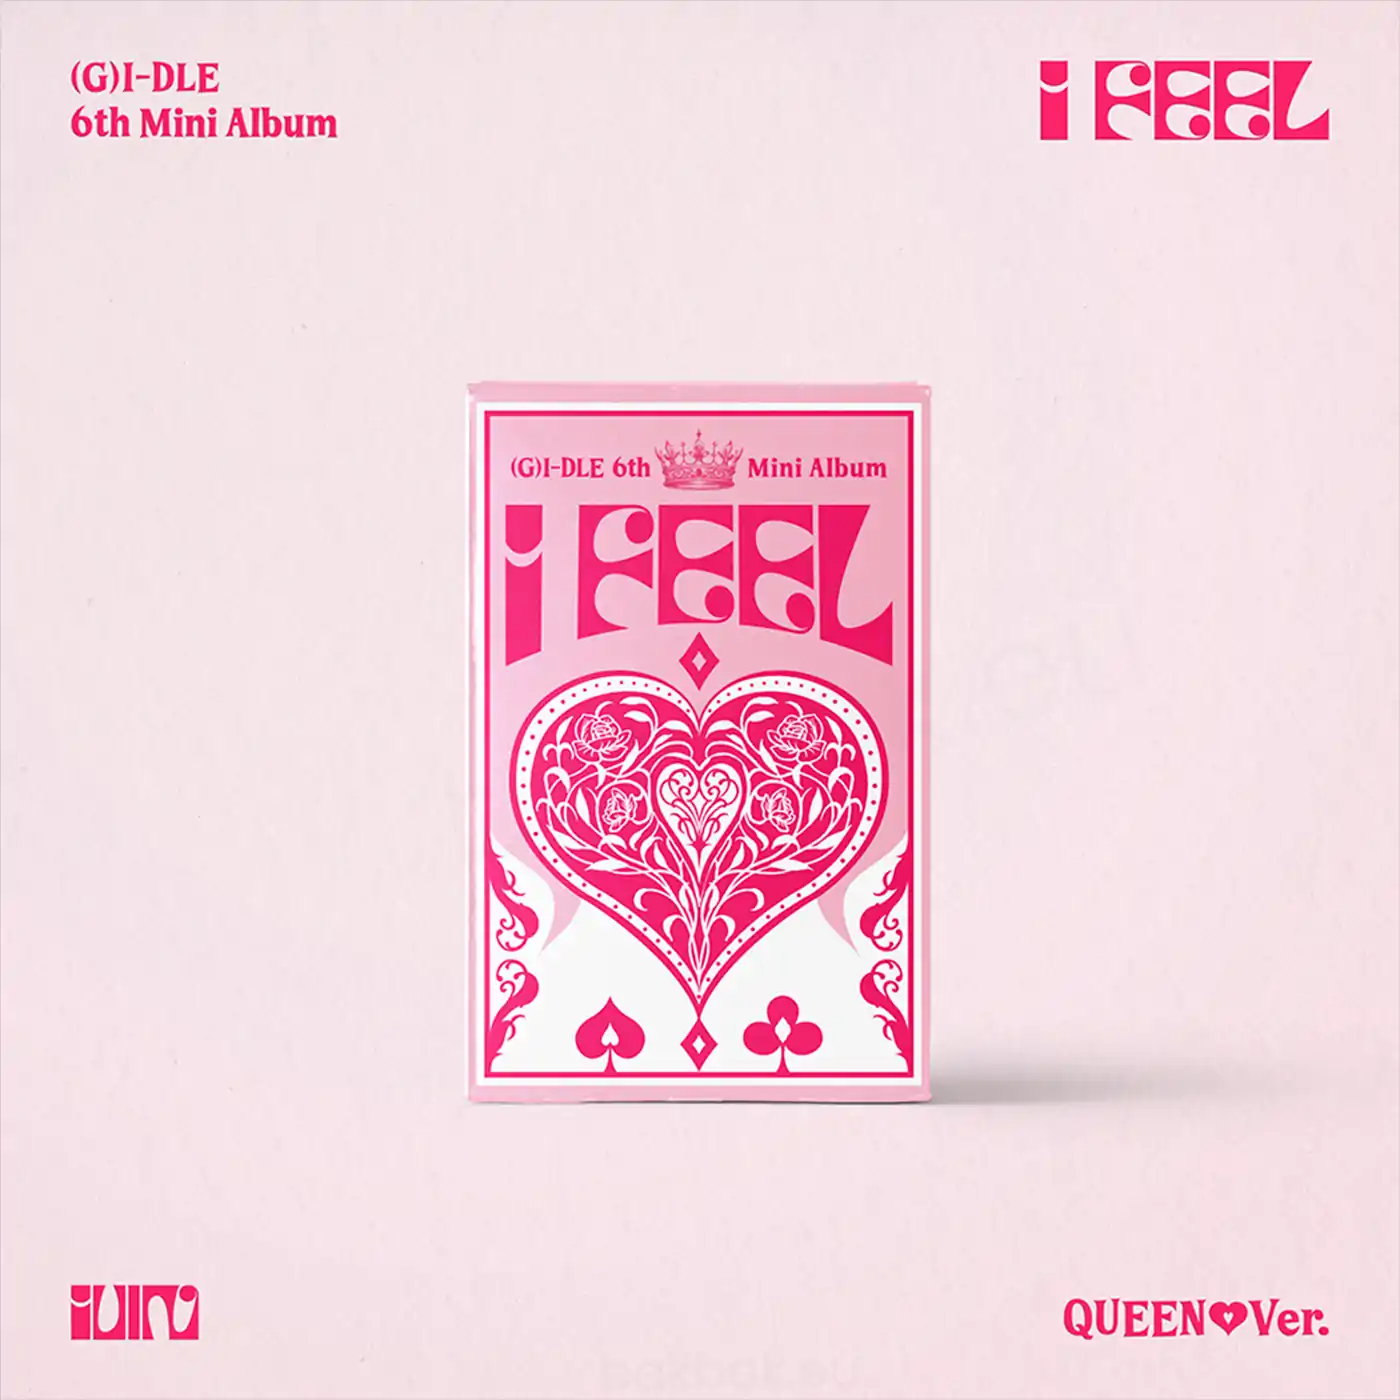 (G)I-DLE
6th Mini Album
i FEEL
(G)I-DLE 6th Mini Album
i FEEL
QUEEN♥Ver.